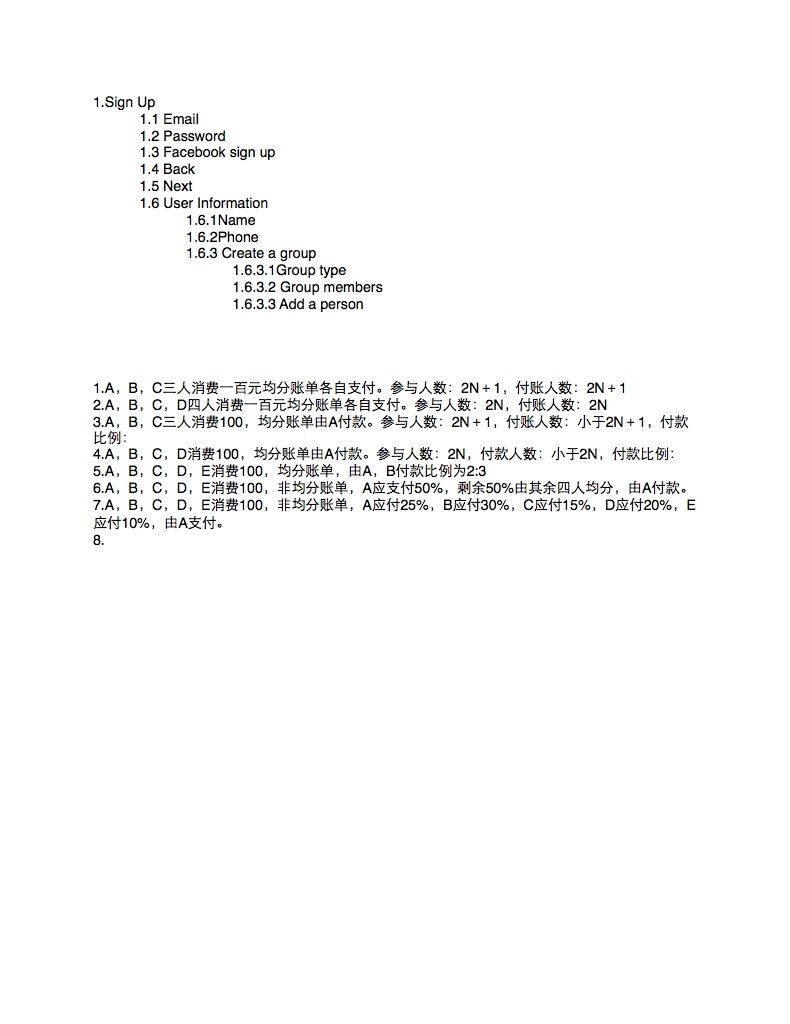 1.Sign Up
1.1 Email
1.2 Password
1.3 Facebook sign up
1.4 Back
1.5 Next
1.6 User Information
1.6.1Name
1.6.2Phone
1.6.3 Create a group
1.6.3.1Group type
1.6.3.2 Group members
1.6.3.3 Add a person
1.A，B，C三人消费一百元均分账单各自支付。参与人数：2N+1，付账人数：2N+1
2.A，B，C，D四人消费一百元均分账单各自支付。参与人数：2N，付账人数：2N
3.A，B，C三人消费100，均分账单由A付款。参与人数：2N+1，付账人数：小于2N+1，付款
比例：
4.A，B，C，D消费100，均分账单由A付款。参与人数：2N，付款人数：小于2N，付款比例：
5.A，B，C，D，E消费100，均分账单，由A，B付款比例为2:3
6.A，B，C，D，E消费100，非均分账单，A应支付50%，剩余50%由其余四人均分，由A付款。
7.A，B，C，D，E消费100，非均分账单，A应付25%，B应付30%，C应付15%，D应付20%，E
应付10%，由A支付。
8.